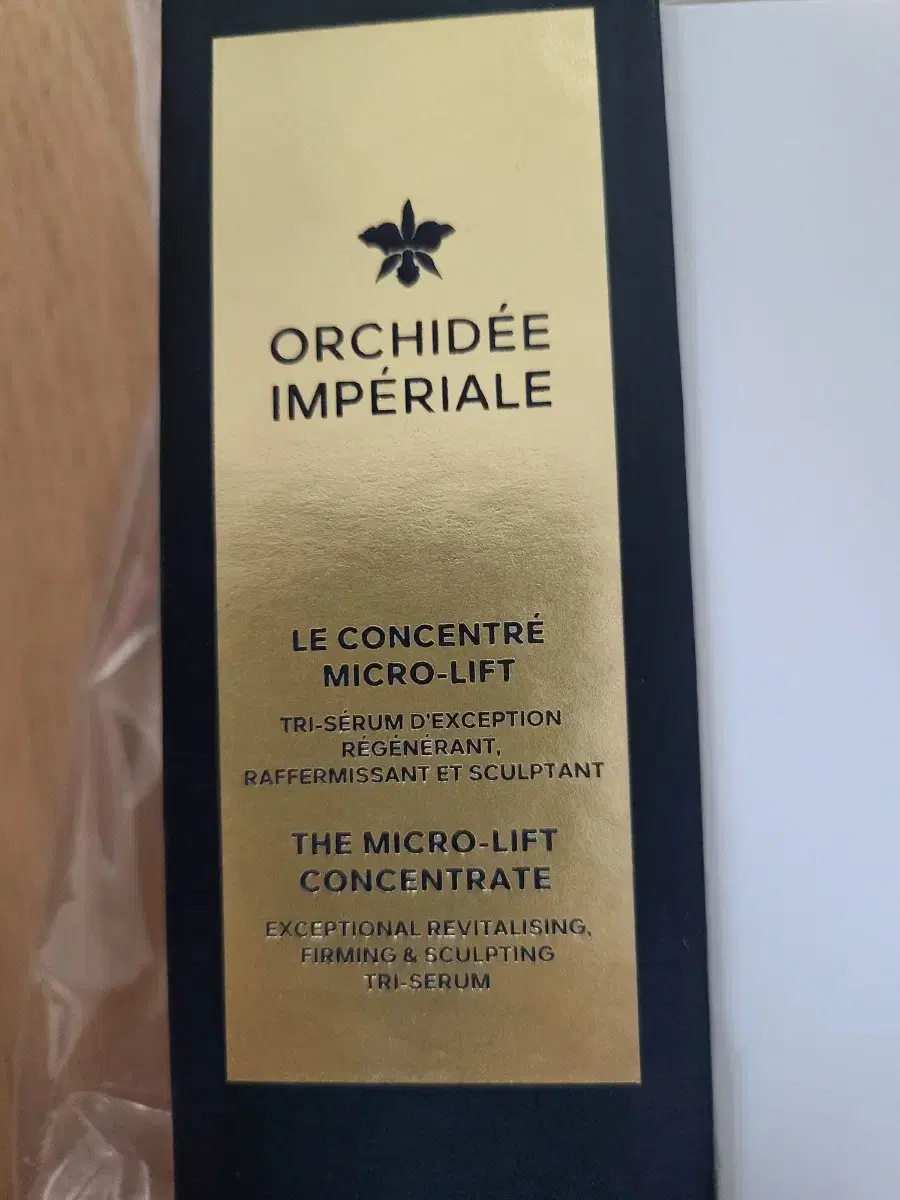 ORCHIDÉE
IMPÉRIALE
LE CONCENTRÉ
MICRO-LIFT
TRI-SÉRUM D'EXCEPTION
RÉGÉNÉRANT,
RAFFERMISSANT ET SCULPTANT
THE MICRO-LIFT
CONCENTRATE
EXCEPTIONAL REVITALISING,
FIRMING & SCULPTING
TRI-SERUM